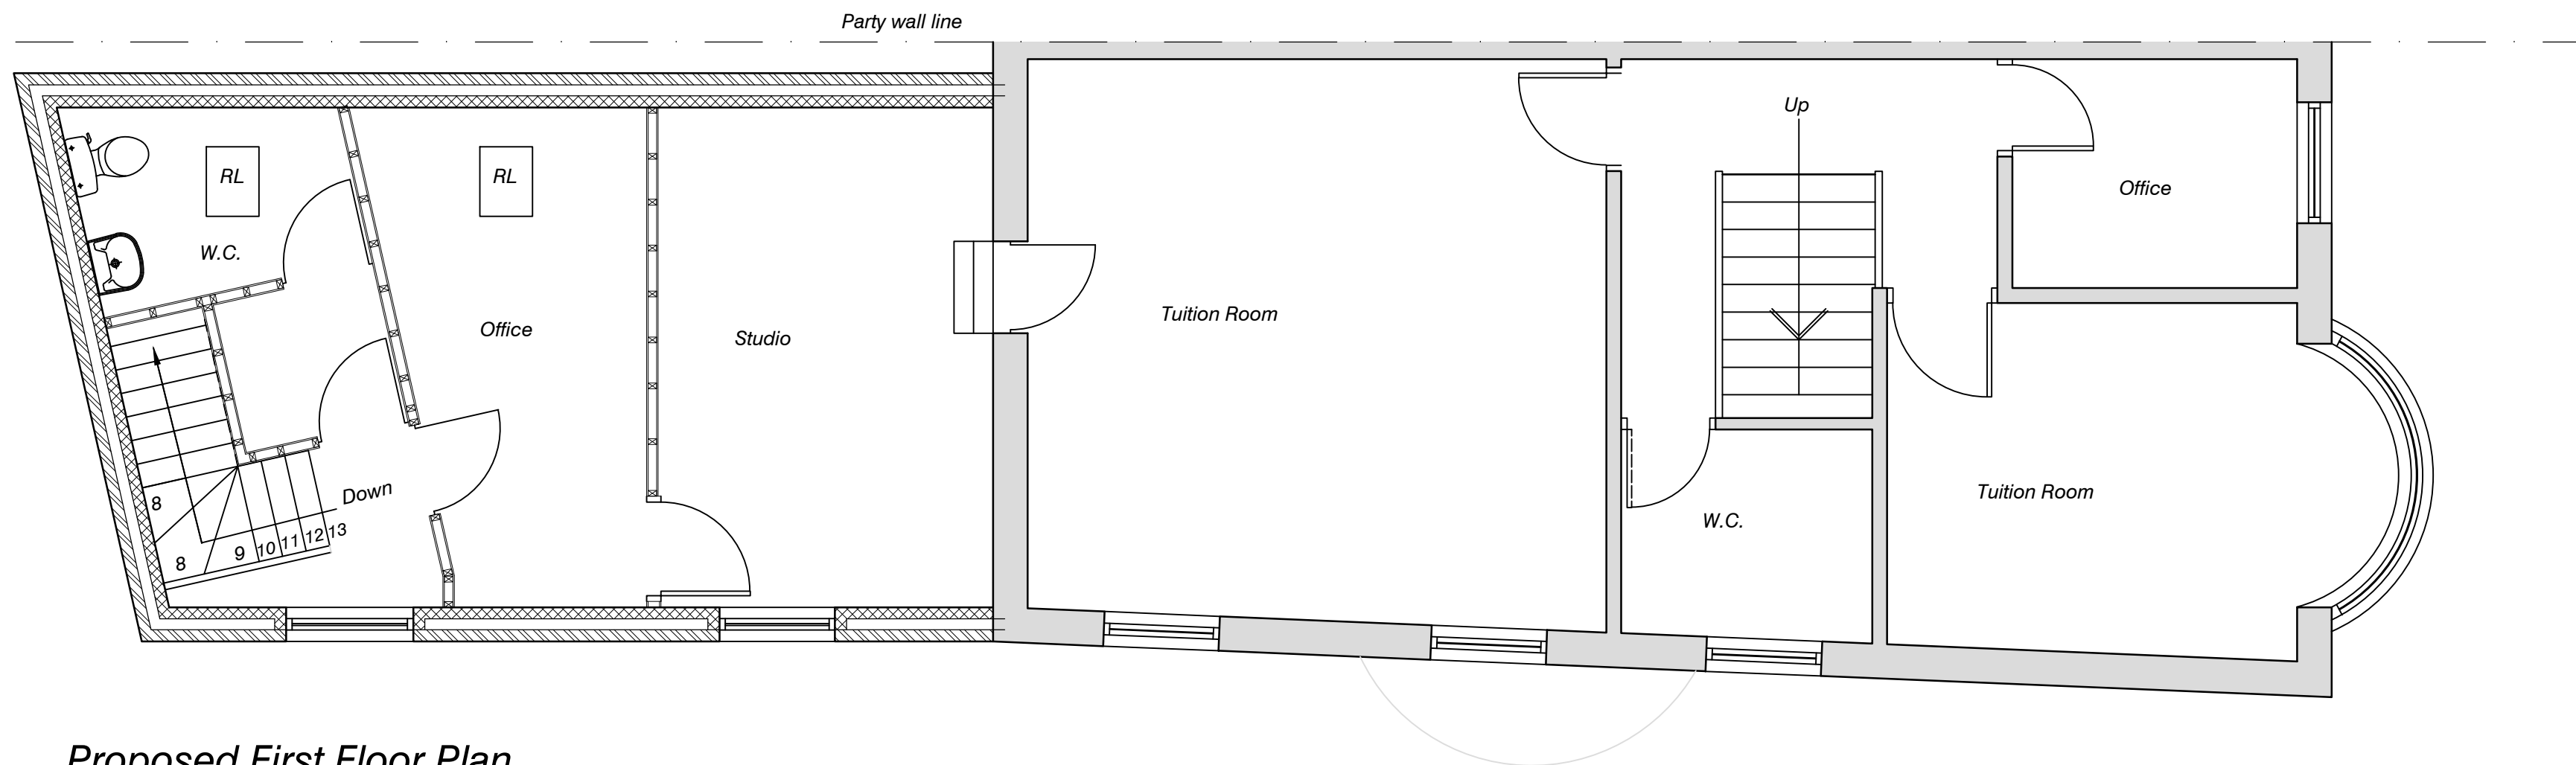 Party wall line
Up
RL
RL
Office
W.C.
Tuition Room
Office
Studio
Down
Tuition Room
8
W.C.
8
9
10
11
12
13
Proposed First Floor Plan